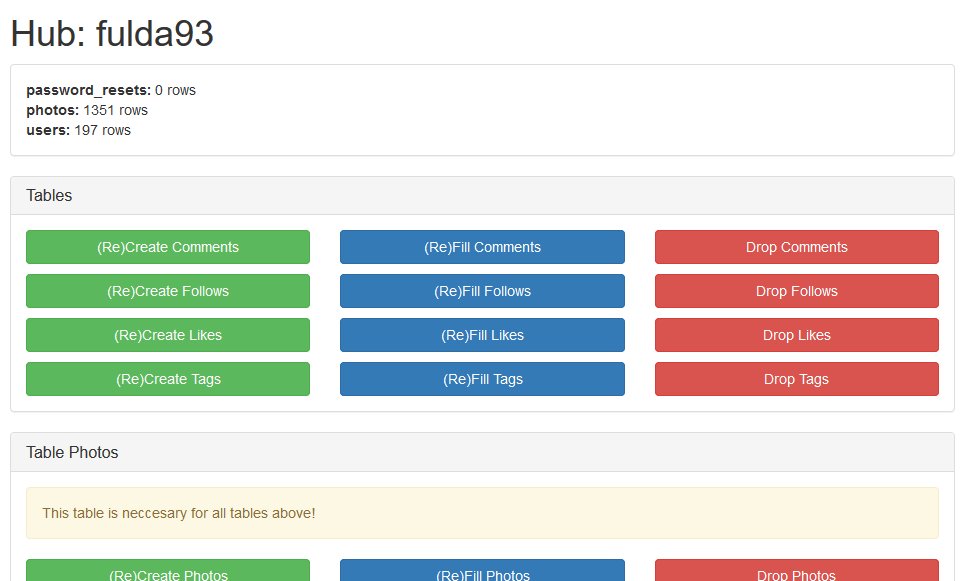 Hub: fulda93
password_resets: 0 rows
photos: 1351 rows
users: 197 rows
Tables
(Re)Create Comments (Re)Fill Comments Drop Comments
(Re)Create Follows (Re)Fill Follows Drop Follows
(Re)Create Likes (Re)Fill Likes Drop Likes
(Re)Create Tags (Re)Fill Tags Drop Tags
Table Photos
This table is neccesary for all tables above!
(Re)Create Photos (Re)Fill Photos Drop Photos